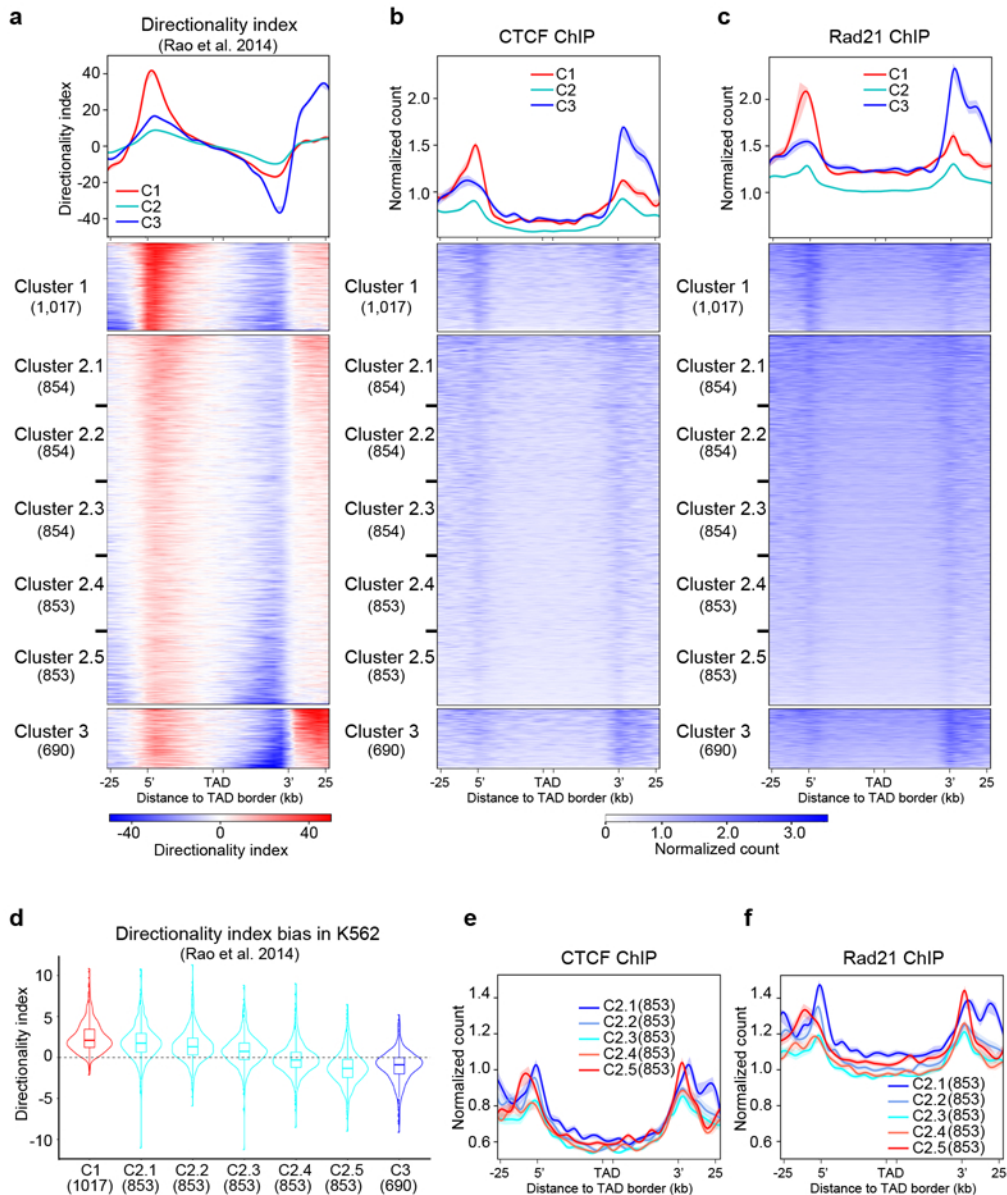 a
Directionality index
(Rao et al. 2014)
Directionality index
40
20
0
-20
-40
C1
C2
C3
Cluster 1
(1,017)
Cluster 2.1
(854)
Cluster 2.2
(854)
Cluster 2.3
(854)
Cluster 2.4
(853)
Cluster 2.5
(853)
Cluster 3
(690)
-25 5' TAD 3' 25
Distance to TAD border (kb)
-40 0 40
Directionality index
b
CTCF ChIP
Normalized count
2.0
1.5
1.0
C1
C2
C3
Cluster 1
(1,017)
Cluster 2.1
(854)
Cluster 2.2
(854)
Cluster 2.3
(854)
Cluster 2.4
(853)
Cluster 2.5
(853)
Cluster 3
(690)
-25 5' TAD 3' 25
Distance to TAD border (kb)
c
Rad21 ChIP
Normalized count
2.0
1.5
1.0
C1
C2
C3
Cluster 1
(1,017)
Cluster 2.1
(854)
Cluster 2.2
(854)
Cluster 2.3
(854)
Cluster 2.4
(853)
Cluster 2.5
(853)
Cluster 3
(690)
-25 5' TAD 3' 25
Distance to TAD border (kb)
0 1.0 2.0 3.0
Normalized count
d
Directionality index bias in K562
(Rao et al. 2014)
Directionality index
10
5
0
-5
-10
C1 C2.1 C2.2 C2.3 C2.4 C2.5 C3
(1017) (853) (853) (853) (853) (853) (690)
e
CTCF ChIP
Normalized count
1.4
1.2
1.0
0.8
0.6
C2.1(853)
C2.2(853)
C2.3(853)
C2.4(853)
C2.5(853)
-25 5' TAD 3' 25
Distance to TAD border (kb)
f
Rad21 ChIP
Normalized count
1.4
1.2
1.0
0.8
0.6
C2.1(853)
C2.2(853)
C2.3(853)
C2.4(853)
C2.5(853)
-25 5' TAD 3' 25
Distance to TAD border (kb)